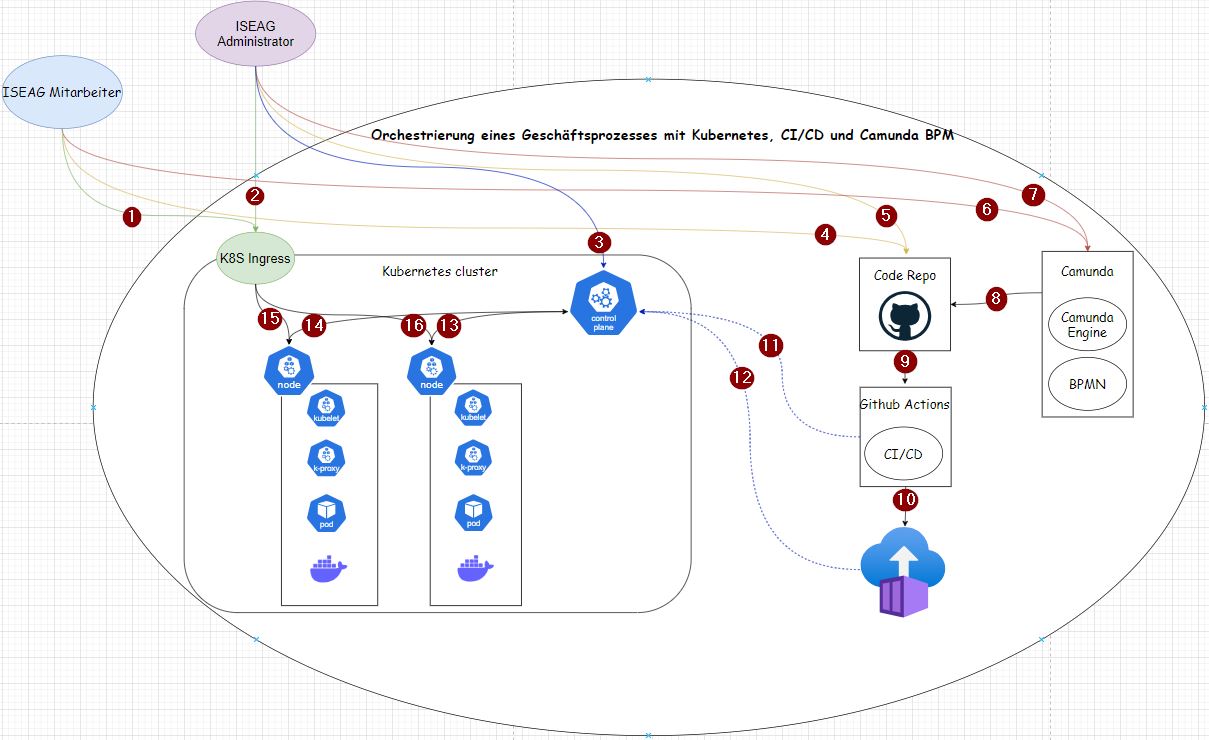 ISEAG
Administrator
ISEAG Mitarbeiter
Orchestrierung eines Geschäftsprozesses mit Kubernetes, CI/CD und Camunda BPM
1
2
3
4
5
6
7
K8S Ingress
Kubernetes cluster
control
plane
Code Repo
Camunda
Camunda
Engine
BPMN
8
9
15
14
16
13
11
12
node
node
kubelet
kubelet
k-proxy
k-proxy
pod
pod
Github Actions
CI/CD
10